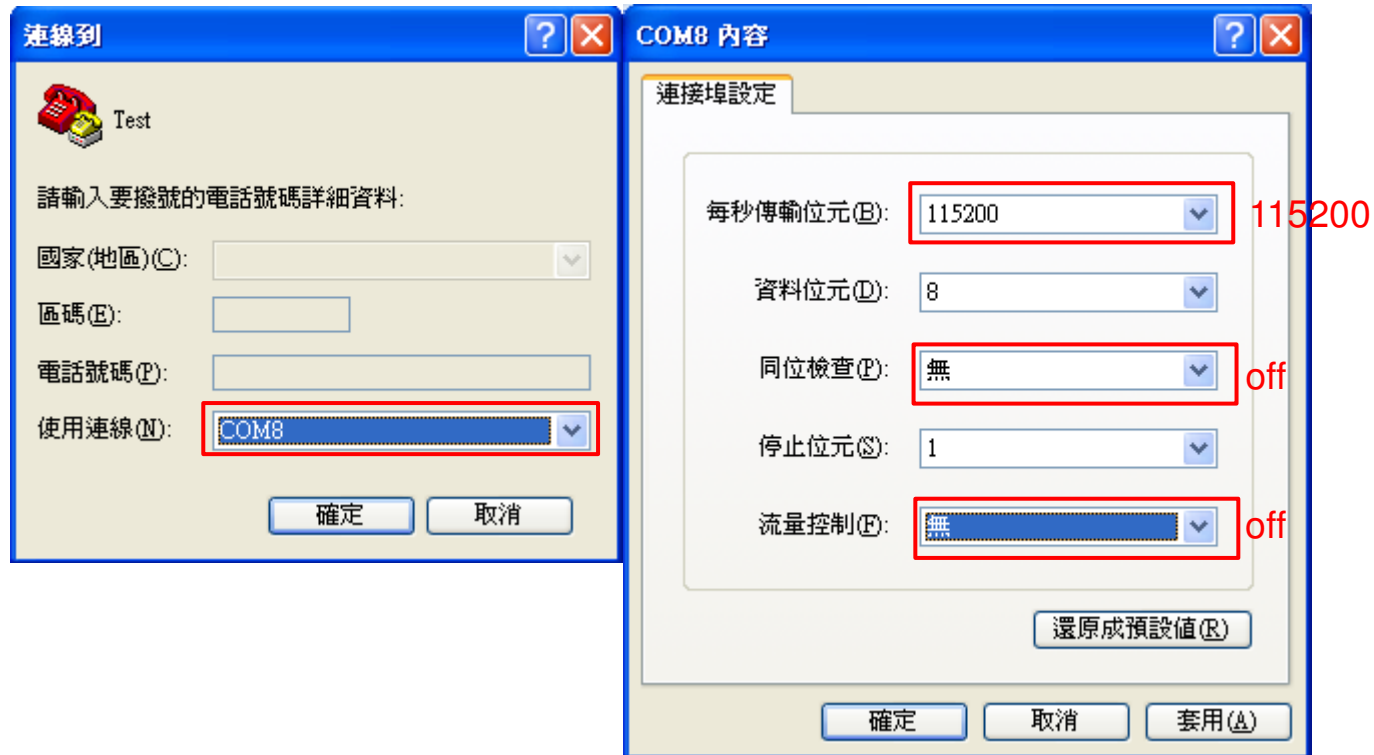 連線到
Test
請輸入要撥號的電話號碼詳細資料:
國家(地區)(C):
區碼(E):
電話號碼(P):
使用連線(N): COM8
確定 取消
COM8 內容
連接埠設定
每秒傳輸位元(B): 115200 115200
資料位元(D): 8
同位檢查(P): 無 off
停止位元(S): 1
流量控制(F): 無 off
還原成預設值(R)
確定 取消 套用(A)